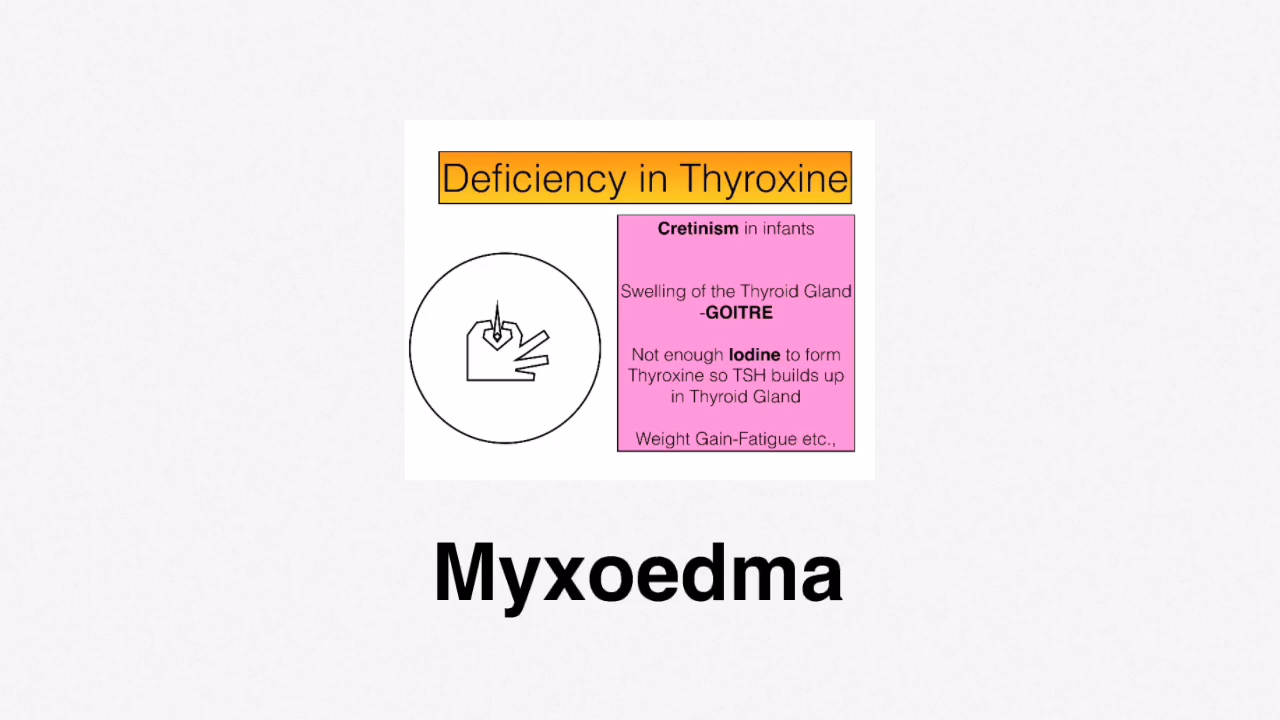 Deficiency in Thyroxine
Cretinism in infants
Swelling of the Thyroid Gland
-GOITRE
Not enough Iodine to form
Thyroxine so TSH builds up
in Thyroid Gland
Weight Gain-Fatigue etc.,
Myxoedma